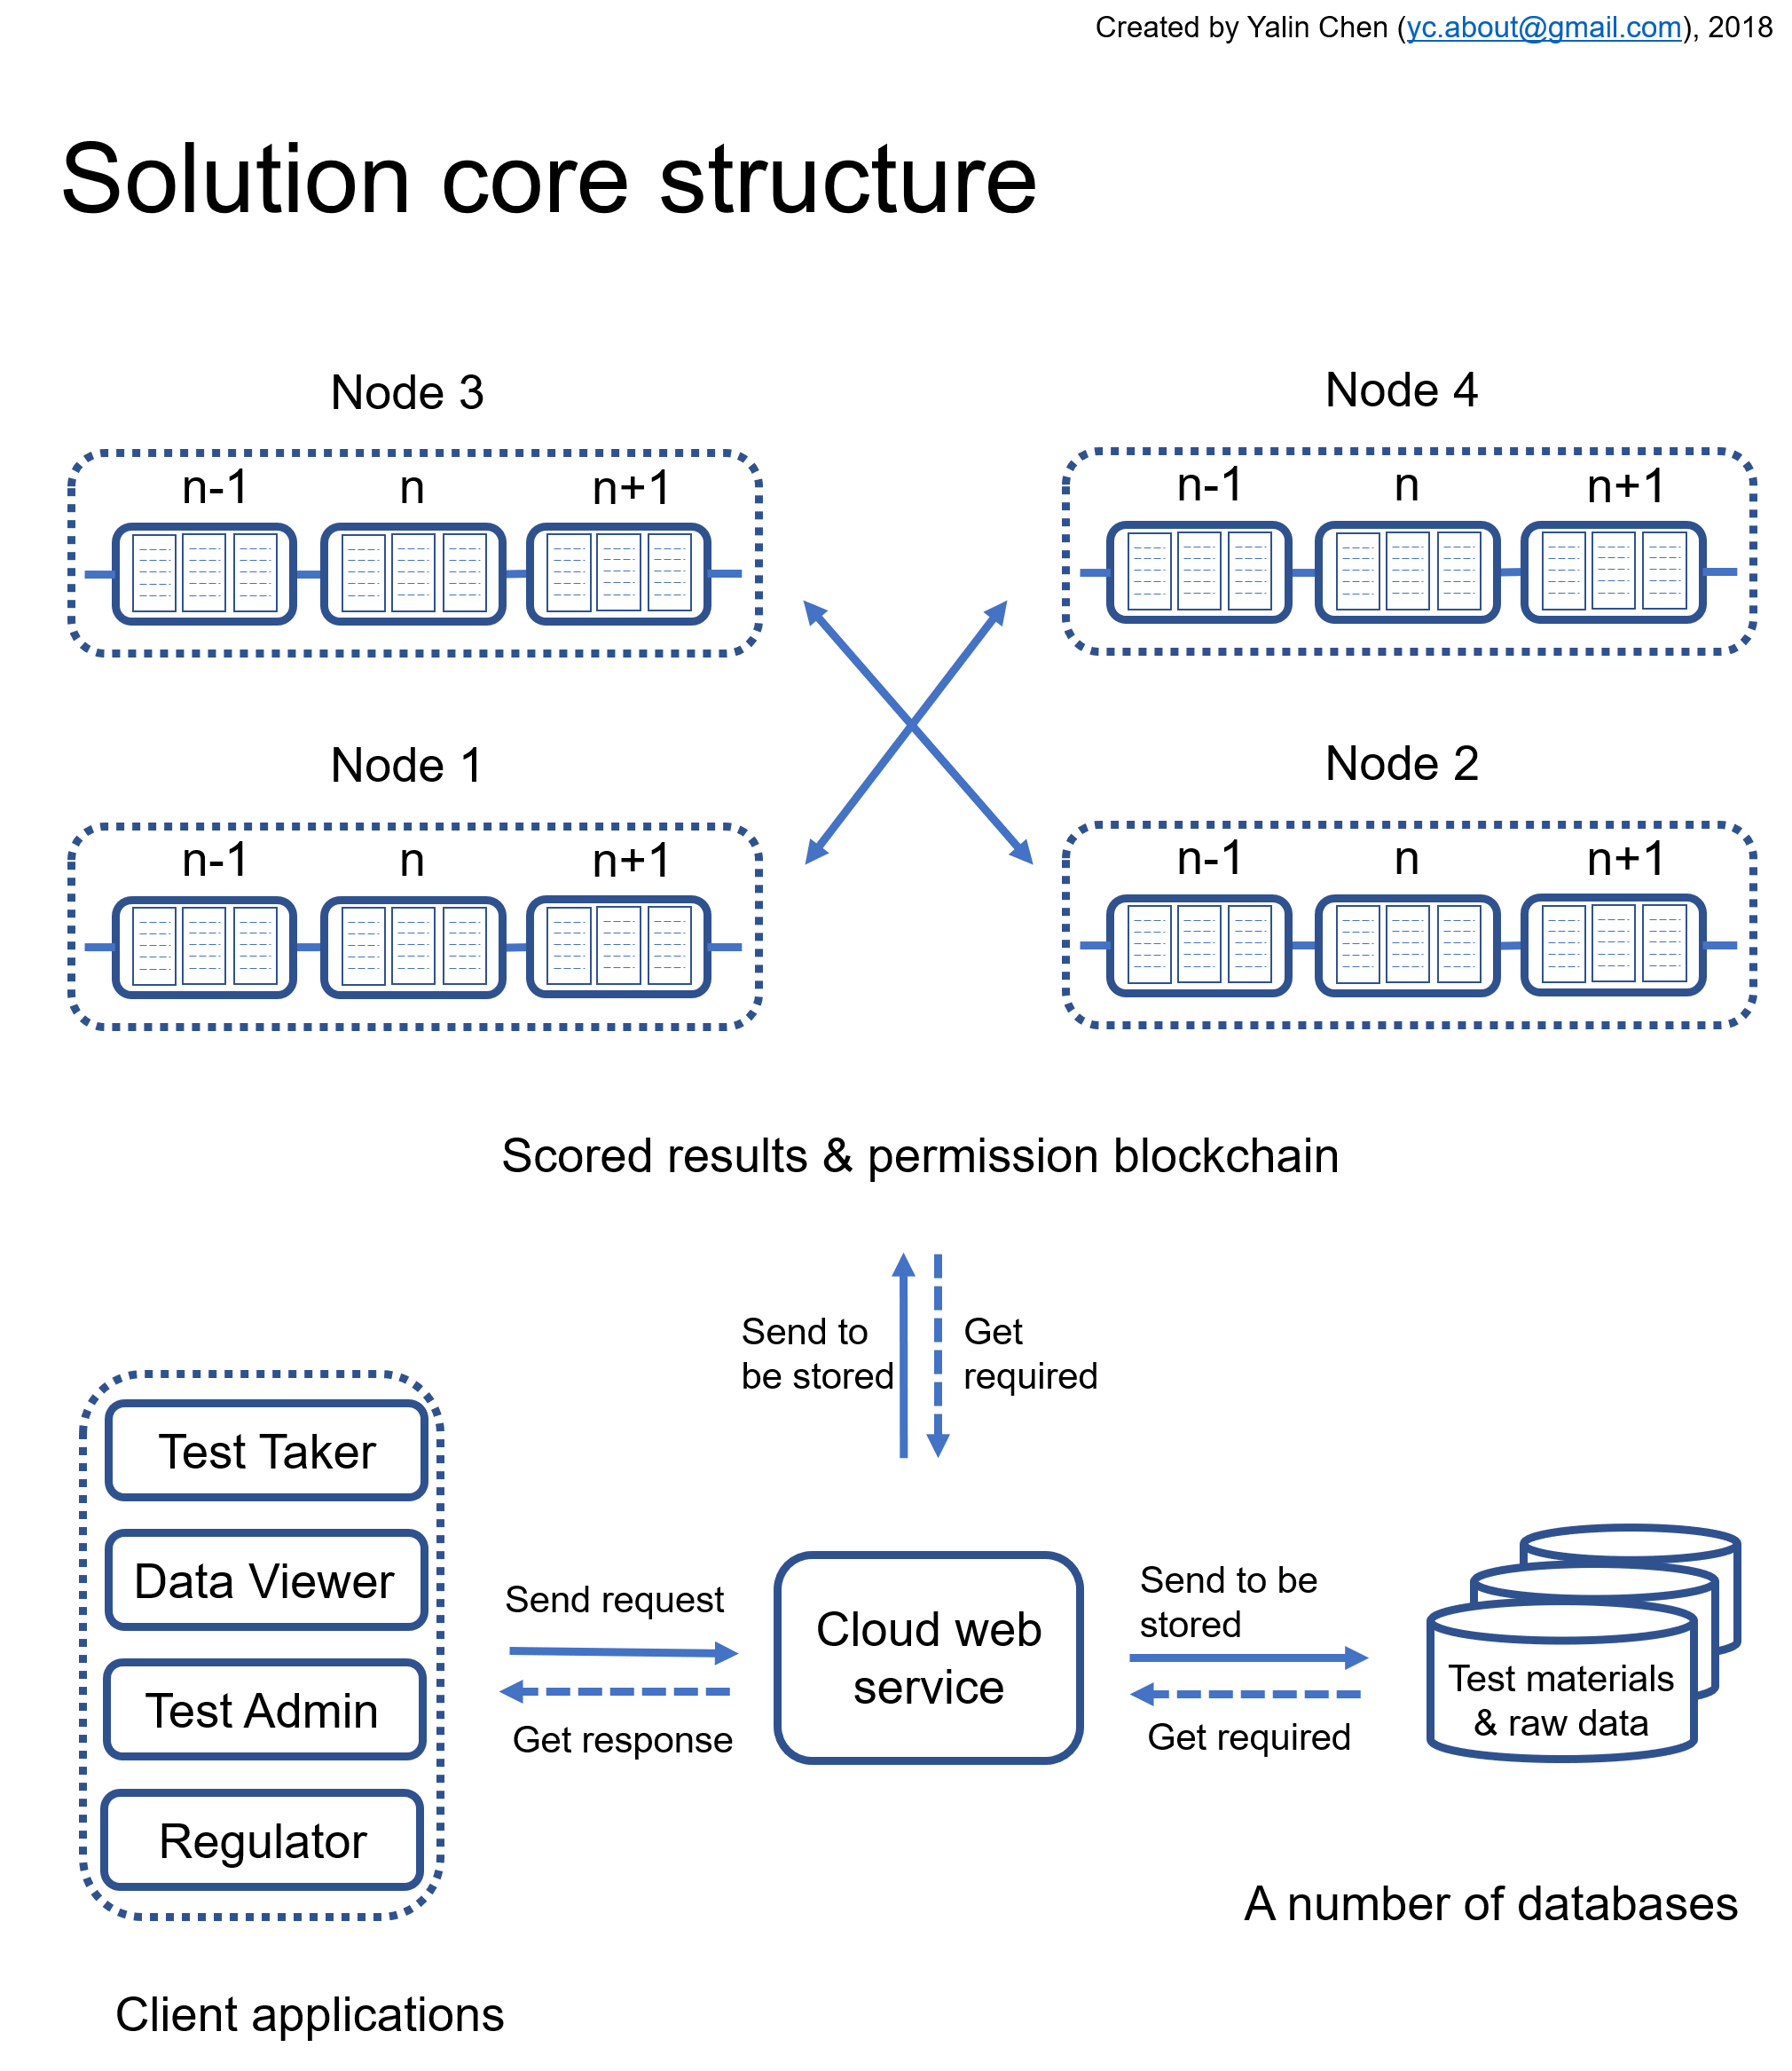 Created by Yalin Chen (yc.about@gmail.com), 2018
Solution core structure
Node 3
n-1 n n+1
Node 4
n-1 n n+1
Node 1
n-1 n n+1
Node 2
n-1 n n+1
Scored results & permission blockchain
Send to
be stored
Get
required
Test Taker
Data Viewer
Test Admin
Regulator
Client applications
Send request
Get response
Cloud web
service
Send to be
stored
Get required
Test materials
& raw data
A number of databases